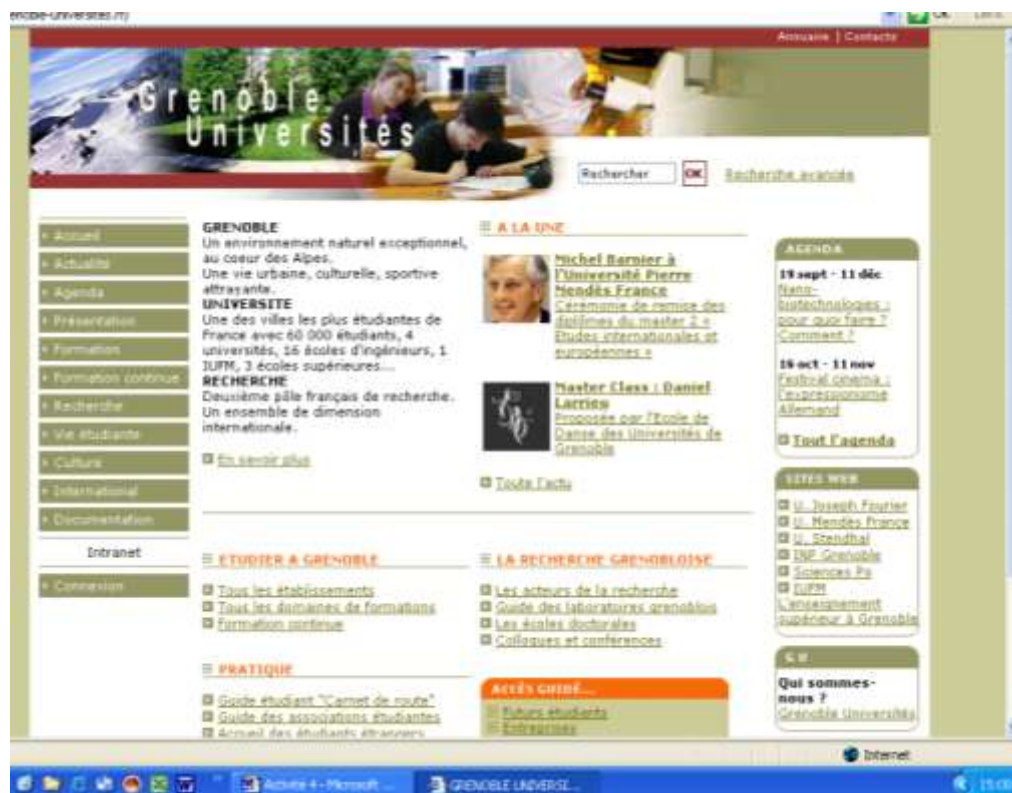 Annuaire | Contacts
Grenoble
Universités
Rechercher OK Recherche avancée
Accueil
Actualité
Agenda
Présentation
Formation
Formation continue
Recherche
Vie étudiante
Culture
International
Documentation
Intranet
Connexion
GRENOBLE
Un environnement naturel exceptionnel,
au coeur des Alpes.
Une vie urbaine, culturelle, sportive
attrayante.
UNIVERSITE
Une des villes les plus étudiantes de
France avec 60 000 étudiants, 4
universités, 16 écoles d'ingénieurs, 1
IUFM, 3 écoles supérieures...
RECHERCHE
Deuxième pôle français de recherche.
Un ensemble de dimension
internationale.
En savoir plus
A LA UNE
Michel Barnier à
l'Université Pierre
Mendès France
Cérémonie de remise des
diplômes du master 2 «
Etudes internationales et
européennes »
Master Class : Daniel
Larrieu
Proposée par l'Ecole de
Danse des Universités de
Grenoble
Toute l'actu
ETUDIER A GRENOBLE
Tous les établissements
Tous les domaines de formations
Formation continue
LA RECHERCHE GRENOBLOISE
Les acteurs de la recherche
Guide des laboratoires grenoblois
Les écoles doctorales
Colloques et conférences
PRATIQUE
Guide étudiant "Carnet de route"
Guide des associations étudiantes
Accueil des étudiants étrangers
ACCÈS GUIDÉ...
Futurs étudiants
Entreprises
AGENDA
19 sept - 11 déc
Nano-
biotechnologies :
pour quoi faire ?
Comment ?
16 oct - 11 nov
Festival cinema :
l'expressionisme
Allemand
Tout l'agenda
SITES WEB
U. Joseph Fourier
U. Mendès France
U. Stendhal
INP Grenoble
Sciences Po
IUFM
L'enseignement
supérieur à Grenoble
G U
Qui sommes-
nous ?
Grenoble Universités
Internet
Activité 4 - Microsoft ...
GRENOBLE UNIVERSI...